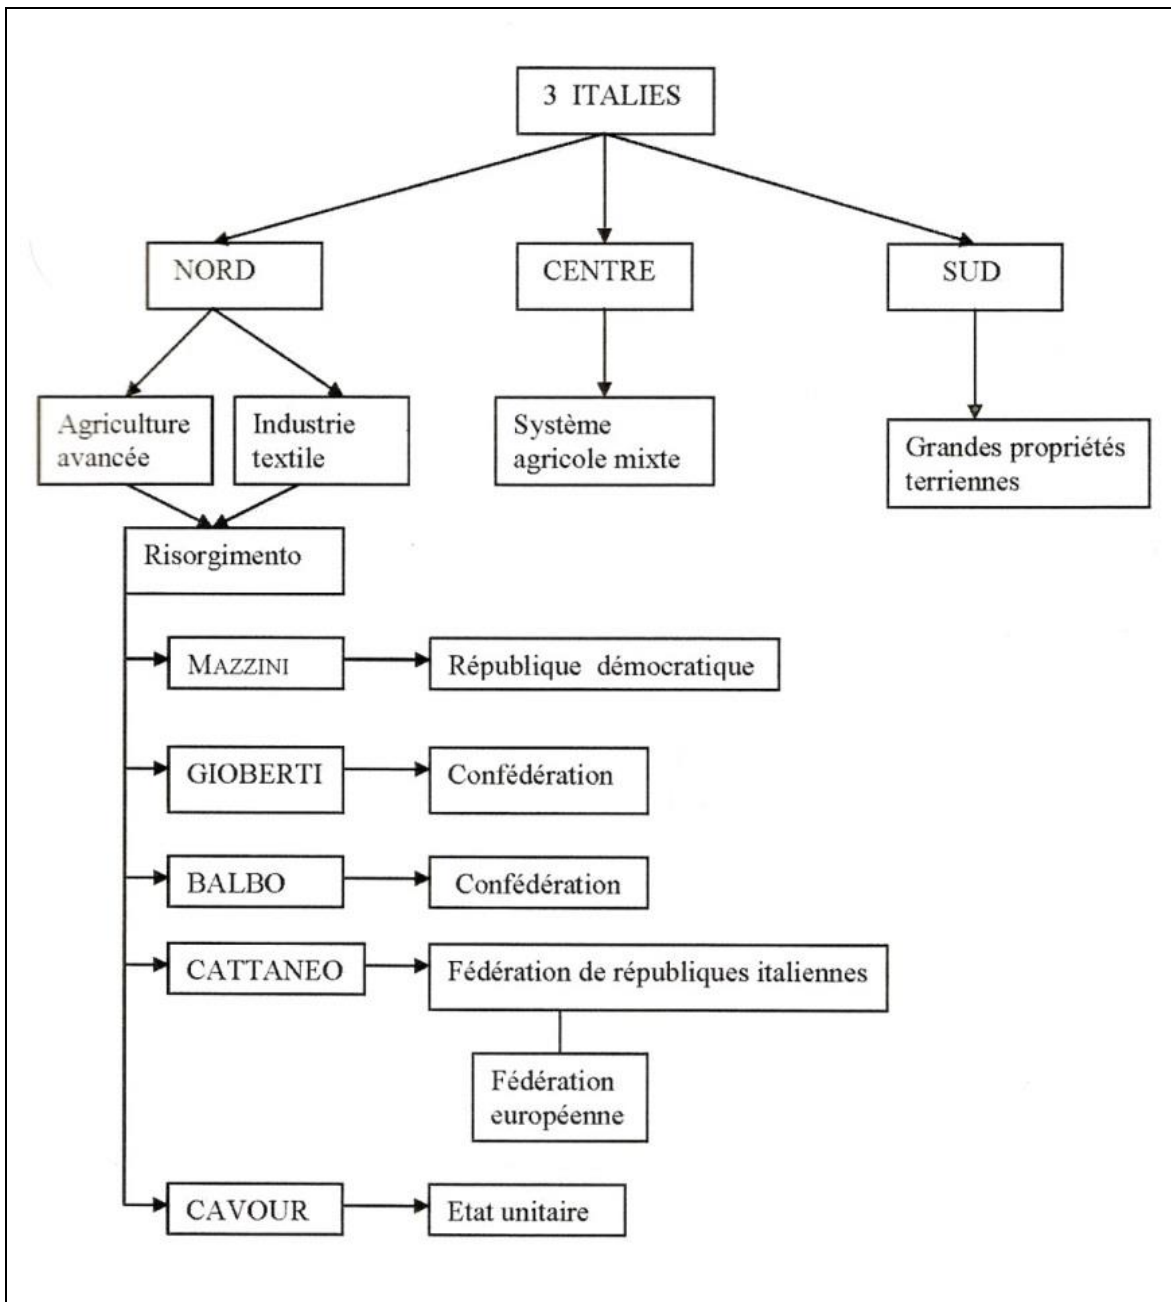 3 ITALIES
NORD
CENTRE
SUD
Agriculture
avancée
Industrie
textile
Système
agricole mixte
Grandes propriétés
terriennes
Risorgimento
MAZZINI
République démocratique
GIOBERTI
Confédération
BALBO
Confédération
CATTANEO
Fédération de républiques italiennes
Fédération
européenne
CAVOUR
Etat unitaire